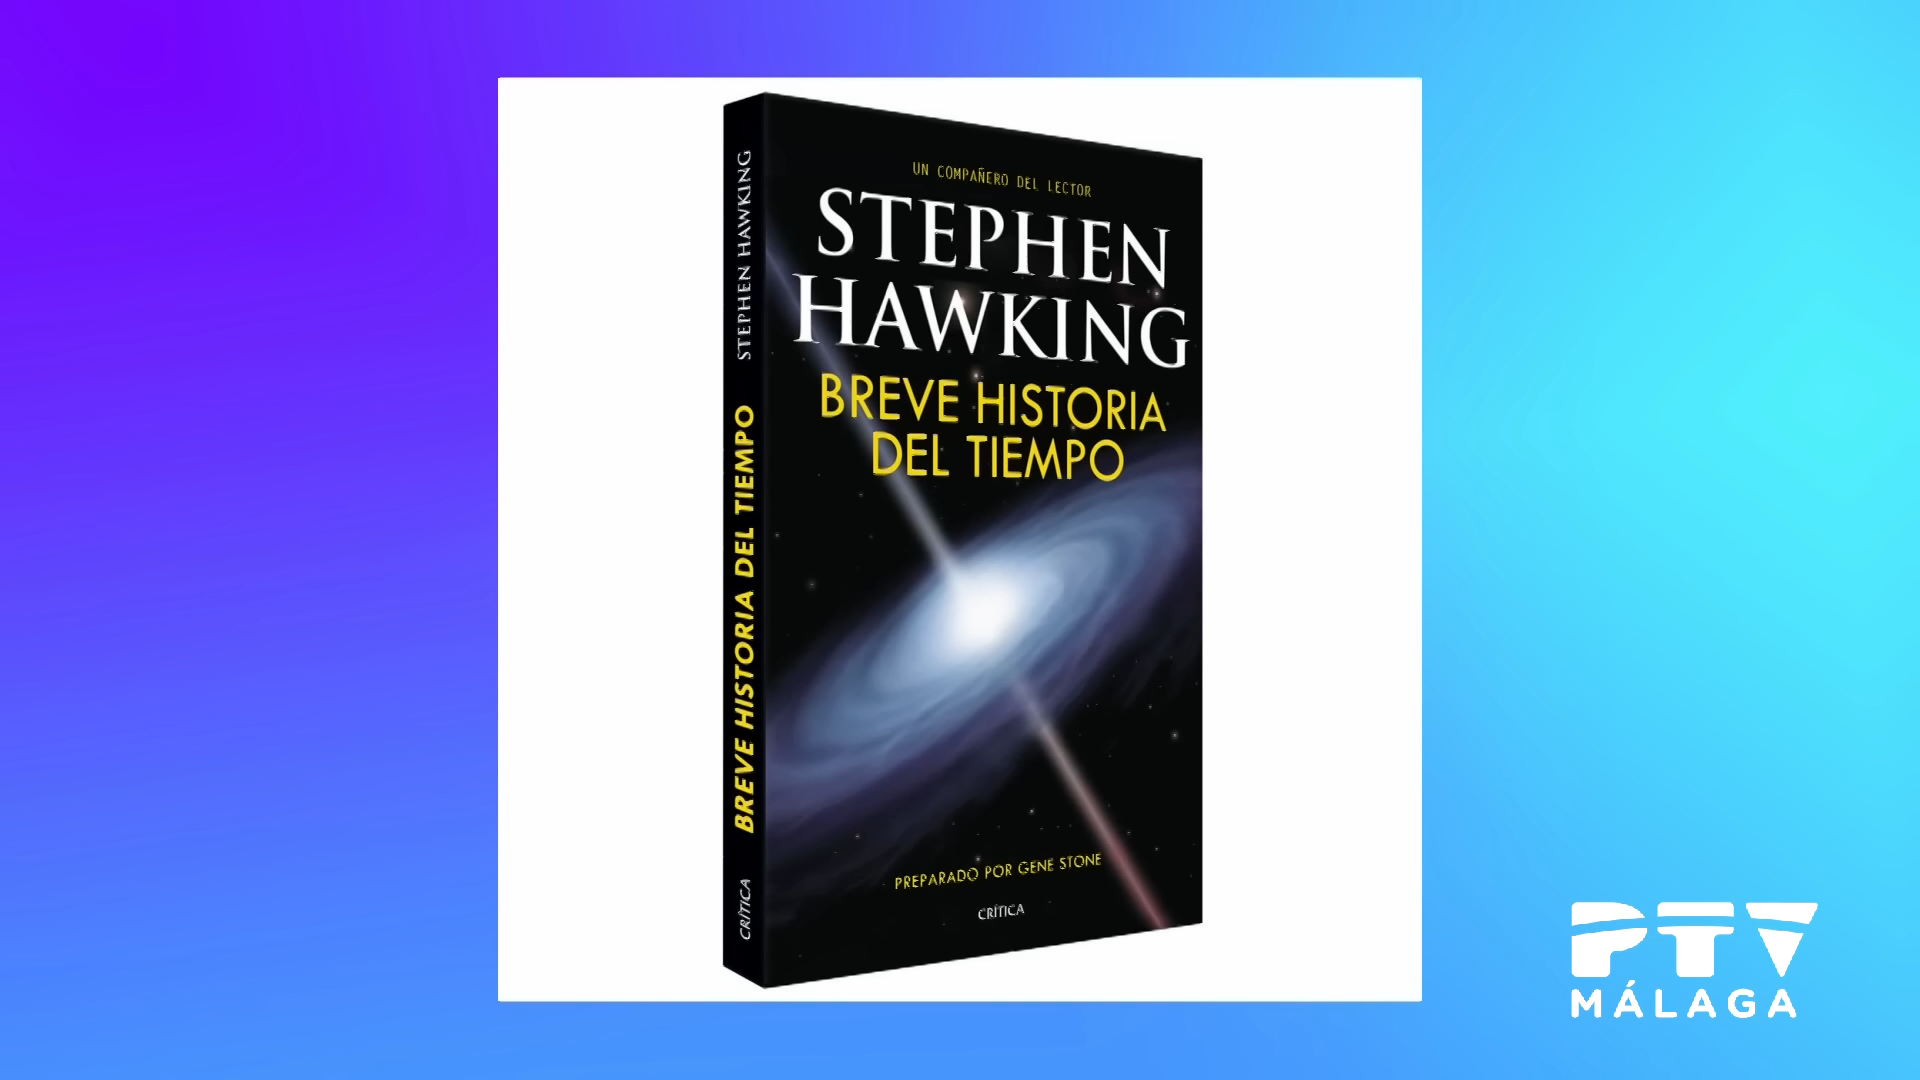 UN COMPAÑERO DEL LECTOR
STEPHEN
HAWKING
BREVE HISTORIA
DEL TIEMPO
PREPARADO POR GENE STONE
CRÍTICA
STEPHEN HAWKING
BREVE HISTORIA DEL TIEMPO
CRÍTICA
PTV
MÁLAGA